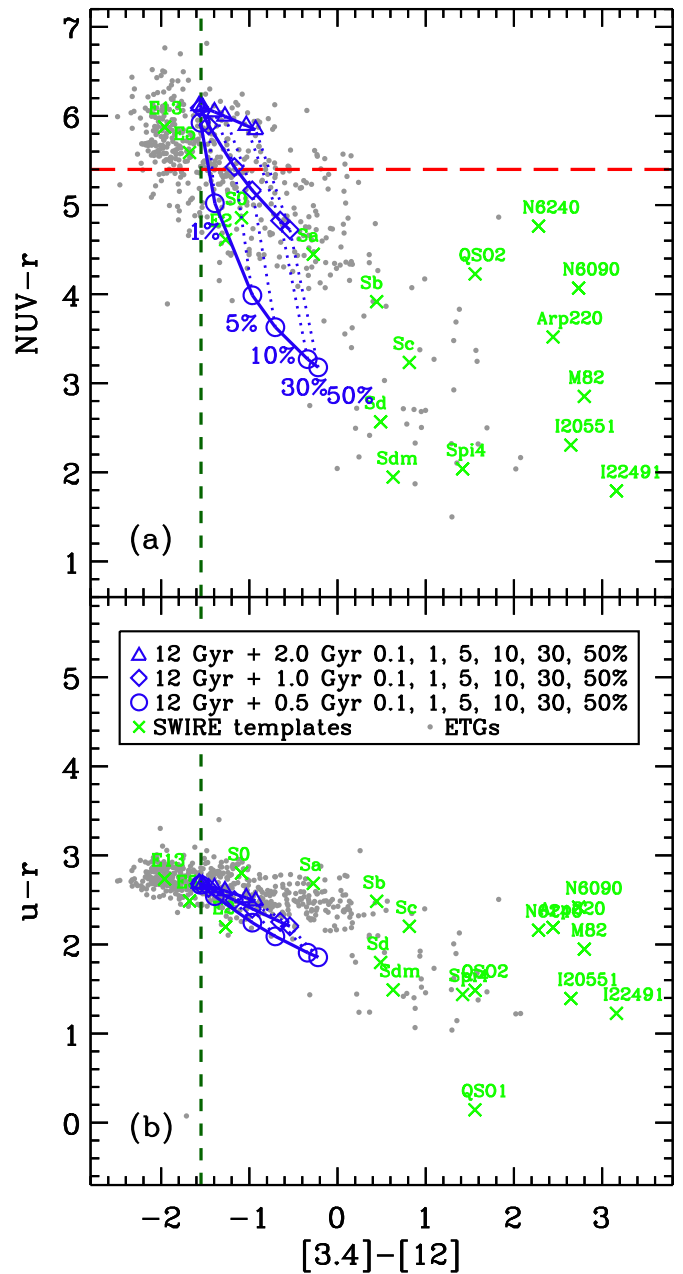 7
6
5
4
3
2
1
NUV-r
E13
E5
S0
E2
Sa
Sb
Sc
Sd
Sdm
Spi4
QSO2
N6240
N6090
Arp220
M82
I20551
I22491
1%
5%
10%
30%
50%
(a)
12 Gyr + 2.0 Gyr 0.1, 1, 5, 10, 30, 50%
12 Gyr + 1.0 Gyr 0.1, 1, 5, 10, 30, 50%
12 Gyr + 0.5 Gyr 0.1, 1, 5, 10, 30, 50%
SWIRE templates ETGs
5
4
3
2
1
0
u-r
E13
S0
Sa
Sb
Sc
Sd
Sdm
QSO2
QSO1
N6090
M82
I20551
I22491
(b)
-2 -1 0 1 2 3
[3.4]-[12]